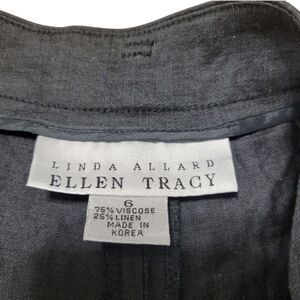 LINDA ALLARD
ELLEN TRACY
6
75% VISCOSE
25% LINEN
MADE IN
KOREA